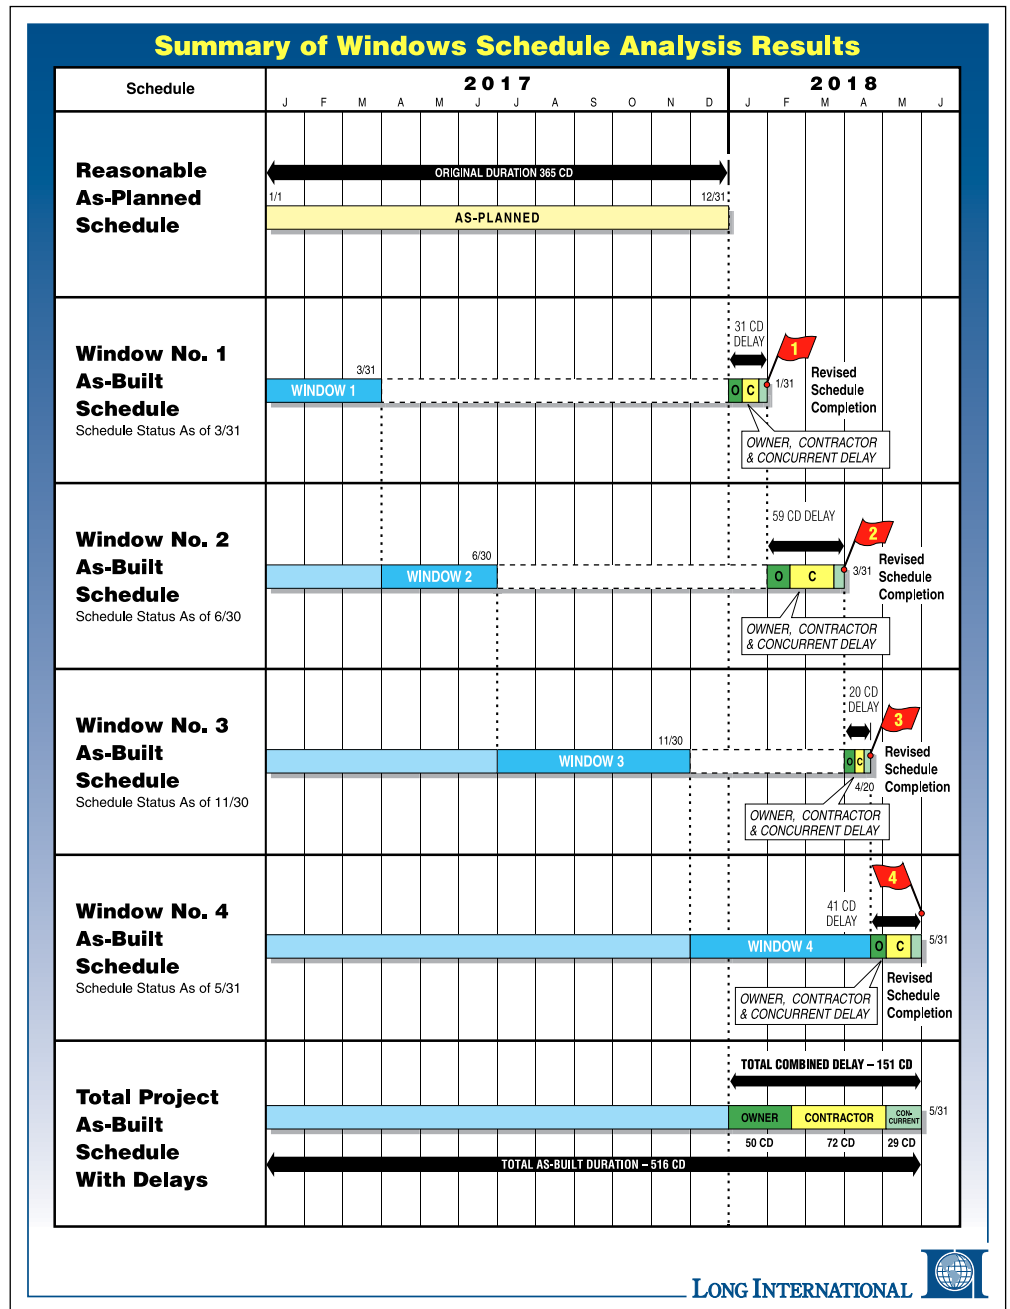 Summary of Windows Schedule Analysis Results
Schedule
2017
2018
J F M A M J J A S O N D J F M A M J
Reasonable
As-Planned
Schedule
ORIGINAL DURATION 365 CD
1/1
12/31
AS-PLANNED
Window No. 1
As-Built
Schedule
Schedule Status As of 3/31
3/31
WINDOW 1
31 CD
DELAY
1
O C
1/31
Revised
Schedule
Completion
OWNER, CONTRACTOR
& CONCURRENT DELAY
Window No. 2
As-Built
Schedule
Schedule Status As of 6/30
6/30
WINDOW 2
59 CD DELAY
2
O C
3/31
Revised
Schedule
Completion
OWNER, CONTRACTOR
& CONCURRENT DELAY
Window No. 3
As-Built
Schedule
Schedule Status As of 11/30
11/30
WINDOW 3
20 CD
DELAY
3
O C
4/20
Revised
Schedule
Completion
OWNER, CONTRACTOR
& CONCURRENT DELAY
Window No. 4
As-Built
Schedule
Schedule Status As of 5/31
WINDOW 4
41 CD
DELAY
4
O C
5/31
Revised
Schedule
Completion
OWNER, CONTRACTOR
& CONCURRENT DELAY
Total Project
As-Built
Schedule
With Delays
TOTAL COMBINED DELAY – 151 CD
OWNER
CONTRACTOR
CON-
CURRENT
5/31
50 CD
72 CD
29 CD
TOTAL AS-BUILT DURATION – 516 CD
LONG INTERNATIONAL